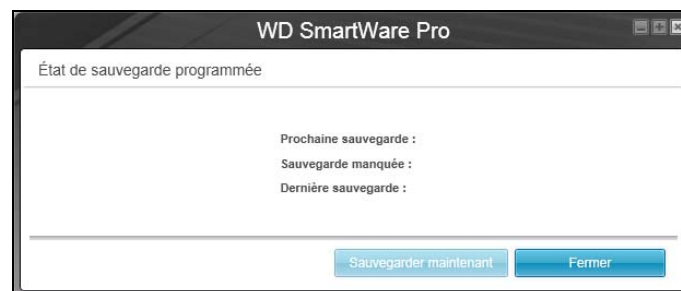 WD SmartWare Pro
État de sauvegarde programmée
Prochaine sauvegarde :
Sauvegarde manquée :
Dernière sauvegarde :
Sauvegarder maintenant
Fermer